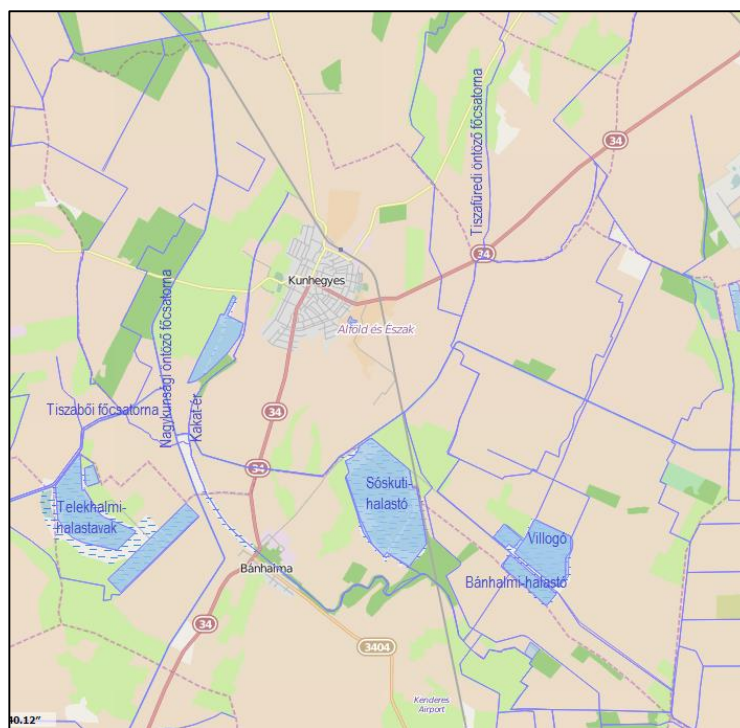 34
Tiszafüredi öntöző főcsatorna
34
Kunhegyes
Alföld és Észak
Nagykunsági öntöző főcsatorna
Kakat-ér
Tiszabői főcsatorna
34
34
Sóskuti-
halastó
Telekhalmi-
halastavak
Villogó
Bánhalma
Bánhalmi-halastó
34
3404
Kenderes
Airport
40.12"